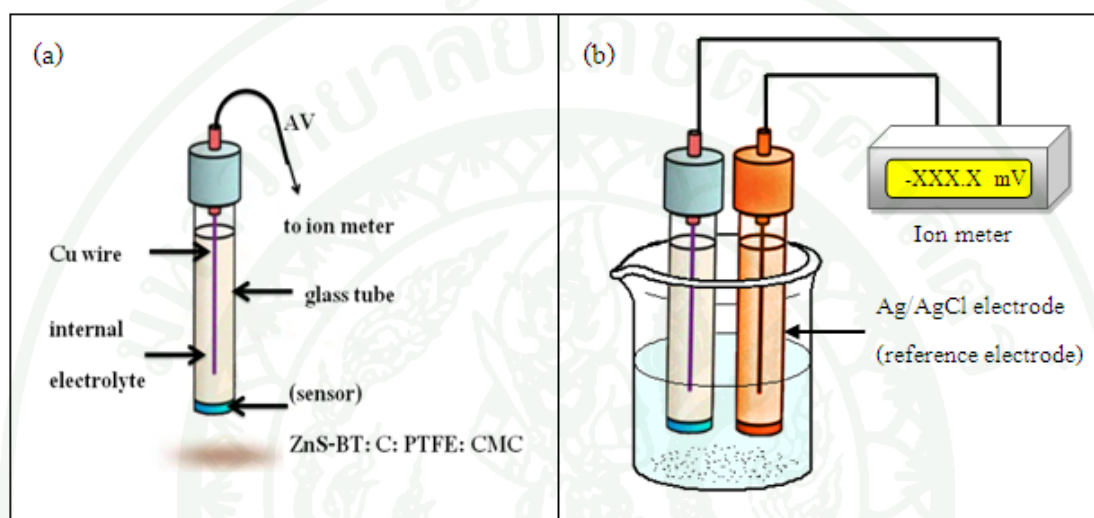 (a)
AV
to ion meter
Cu wire
glass tube
internal
electrolyte
(sensor)
ZnS-BT: C: PTFE: CMC
(b)
-XXX.X mV
Ion meter
Ag/AgCl electrode
(reference electrode)